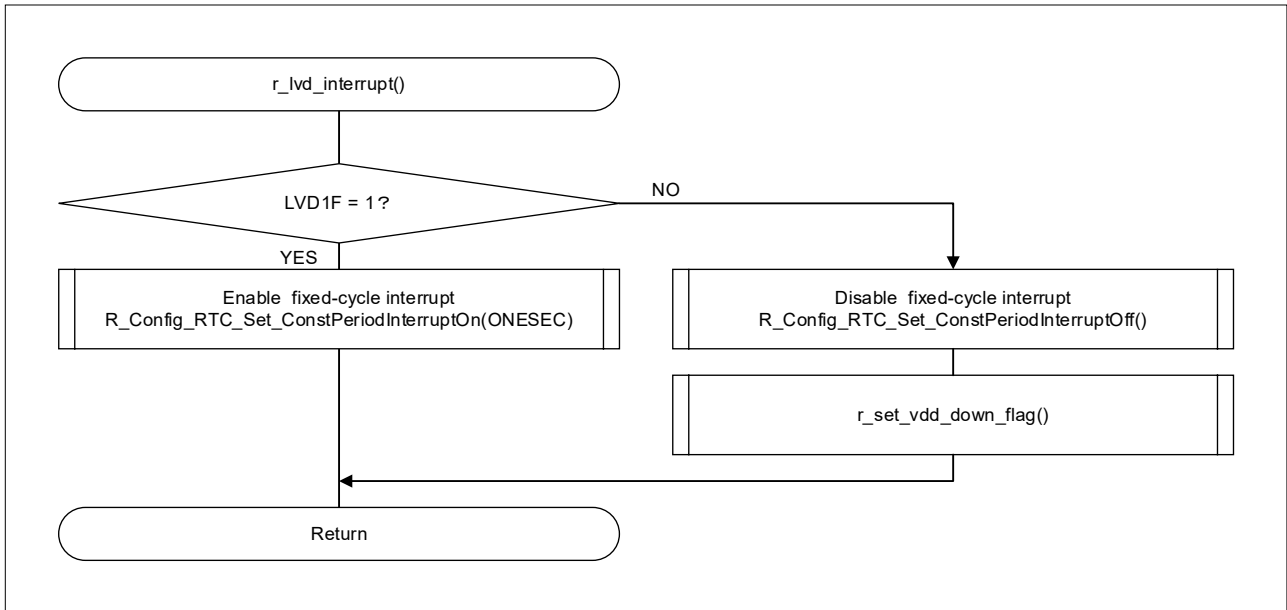 r_lvd_interrupt()
LVD1F = 1?
NO
YES
Enable fixed-cycle interrupt
R_Config_RTC_Set_ConstPeriodInterruptOn(ONESEC)
Disable fixed-cycle interrupt
R_Config_RTC_Set_ConstPeriodInterruptOff()
r_set_vdd_down_flag()
Return